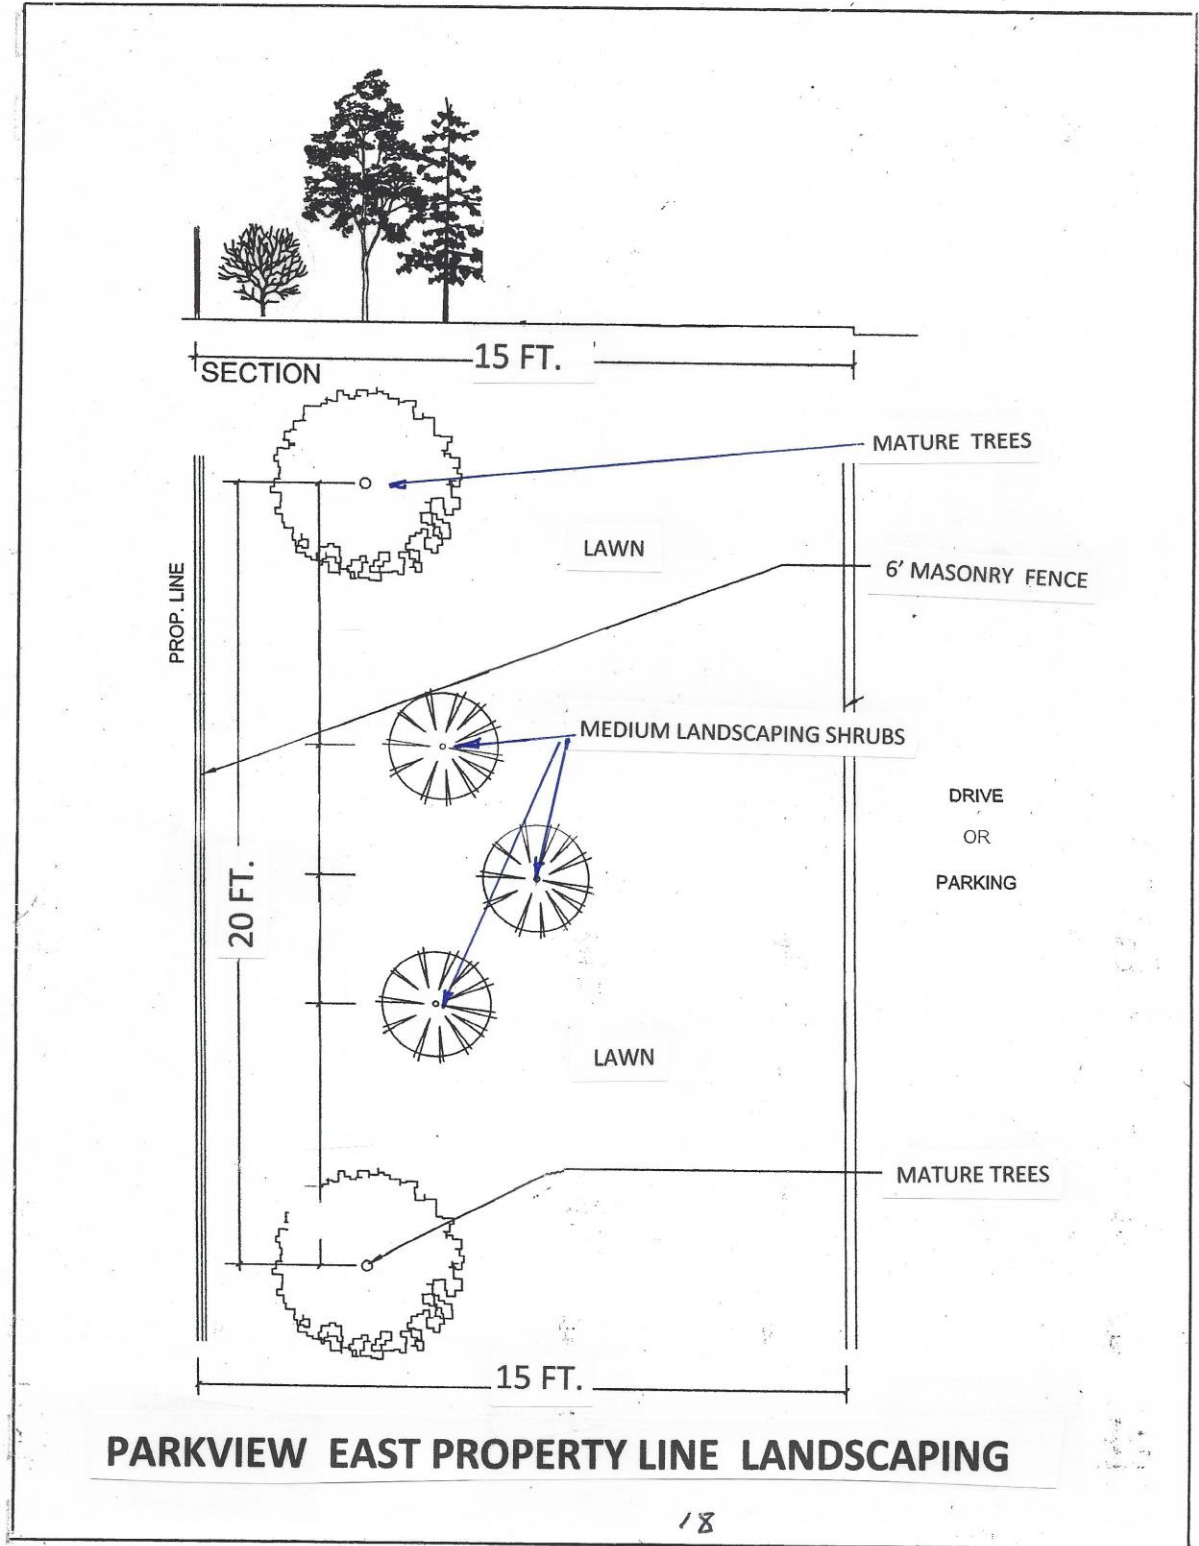 15 FT.
SECTION
MATURE TREES
LAWN
6' MASONRY FENCE
PROP. LINE
MEDIUM LANDSCAPING SHRUBS
DRIVE
OR
PARKING
20 FT.
LAWN
MATURE TREES
15 FT.
PARKVIEW EAST PROPERTY LINE LANDSCAPING
18